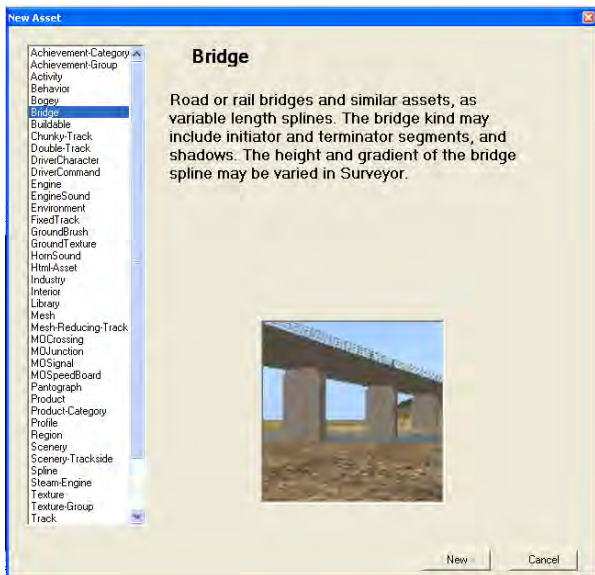 New Asset
Achievement-Category
Achievement-Group
Activity
Behavior
Bogey
Bridge
Buildable
Chunky-Track
Double-Track
DriverCharacter
DriverCommand
Engine
EngineSound
Environment
FixedTrack
GroundBrush
GroundTexture
HornSound
Html-Asset
Industry
Interior
Library
Mesh
Mesh-Reducing-Track
MOCrossing
MOJunction
MOSignal
MOSpeedBoard
Pantograph
Product
Product-Category
Profile
Region
Scenery
Scenery-Trackside
Spline
Steam-Engine
Texture
Texture-Group
Track
Bridge
Road or rail bridges and similar assets, as
variable length splines. The bridge kind may
include initiator and terminator segments, and
shadows. The height and gradient of the bridge
spline may be varied in Surveyor.
New
Cancel